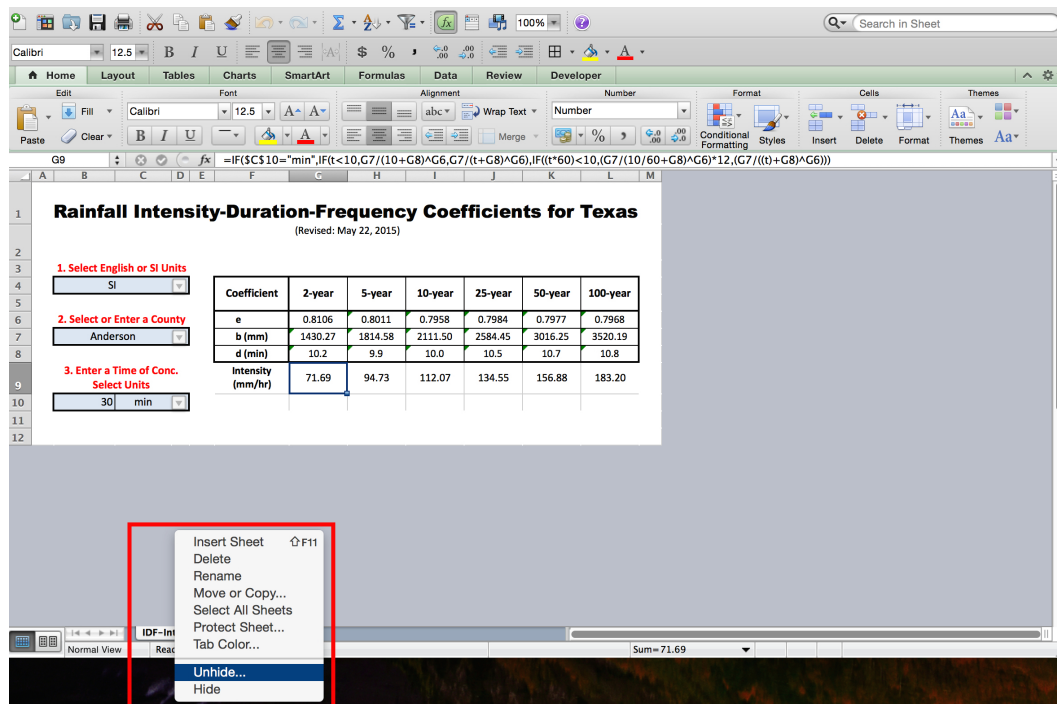 100%
Search in Sheet
Calibri 12.5 B I U $ % ,
Home Layout Tables Charts SmartArt Formulas Data Review Developer
Edit Font Alignment Number Format Cells Themes
Fill Calibri 12.5 A A abc Wrap Text Number
Paste Clear B I U A Merge % , Conditional Formatting Styles Insert Delete Format Themes Aa
G9 fx =IF($C$10="min",IF(t<10,G7/(10+G8)^G6,G7/(t+G8)^G6),IF((t*60)<10,(G7/(10/60+G8)^G6)*12,(G7/((t)+G8)^G6)))
A B C D E F G H I J K L M
1 Rainfall Intensity-Duration-Frequency Coefficients for Texas
(Revised: May 22, 2015)
2
3 1. Select English or SI Units
4 SI Coefficient 2-year 5-year 10-year 25-year 50-year 100-year
5
6 2. Select or Enter a County e 0.8106 0.8011 0.7958 0.7984 0.7977 0.7968
7 Anderson b (mm) 1430.27 1814.58 2111.50 2584.45 3016.25 3520.19
8 d (min) 10.2 9.9 10.0 10.5 10.7 10.8
3. Enter a Time of Conc. Intensity
9 Select Units (mm/hr) 71.69 94.73 112.07 134.55 156.88 183.20
10 30 min
11
12
Insert Sheet ⇧F11
Delete
Rename
Move or Copy...
Select All Sheets
Protect Sheet...
Tab Color...
Unhide...
Hide
IDF-Int
Normal View Read Sum=71.69